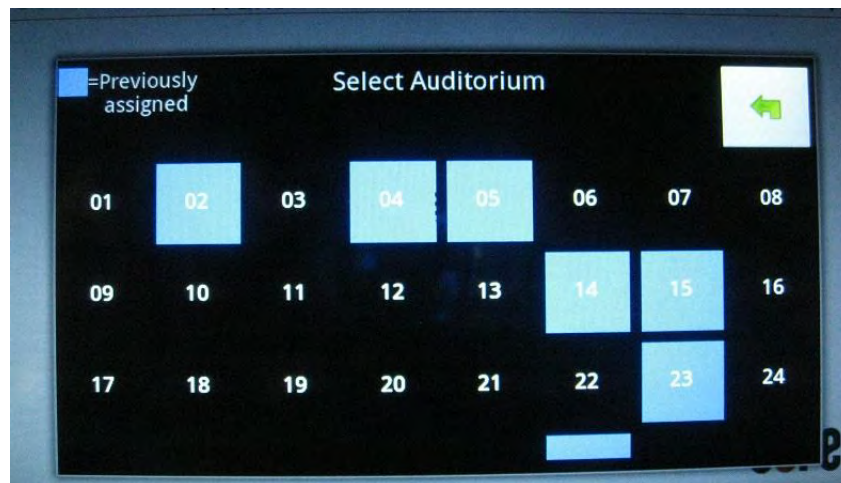 =Previously
assigned
Select Auditorium
01 02 03 04 05 06 07 08
09 10 11 12 13 14 15 16
17 18 19 20 21 22 23 24